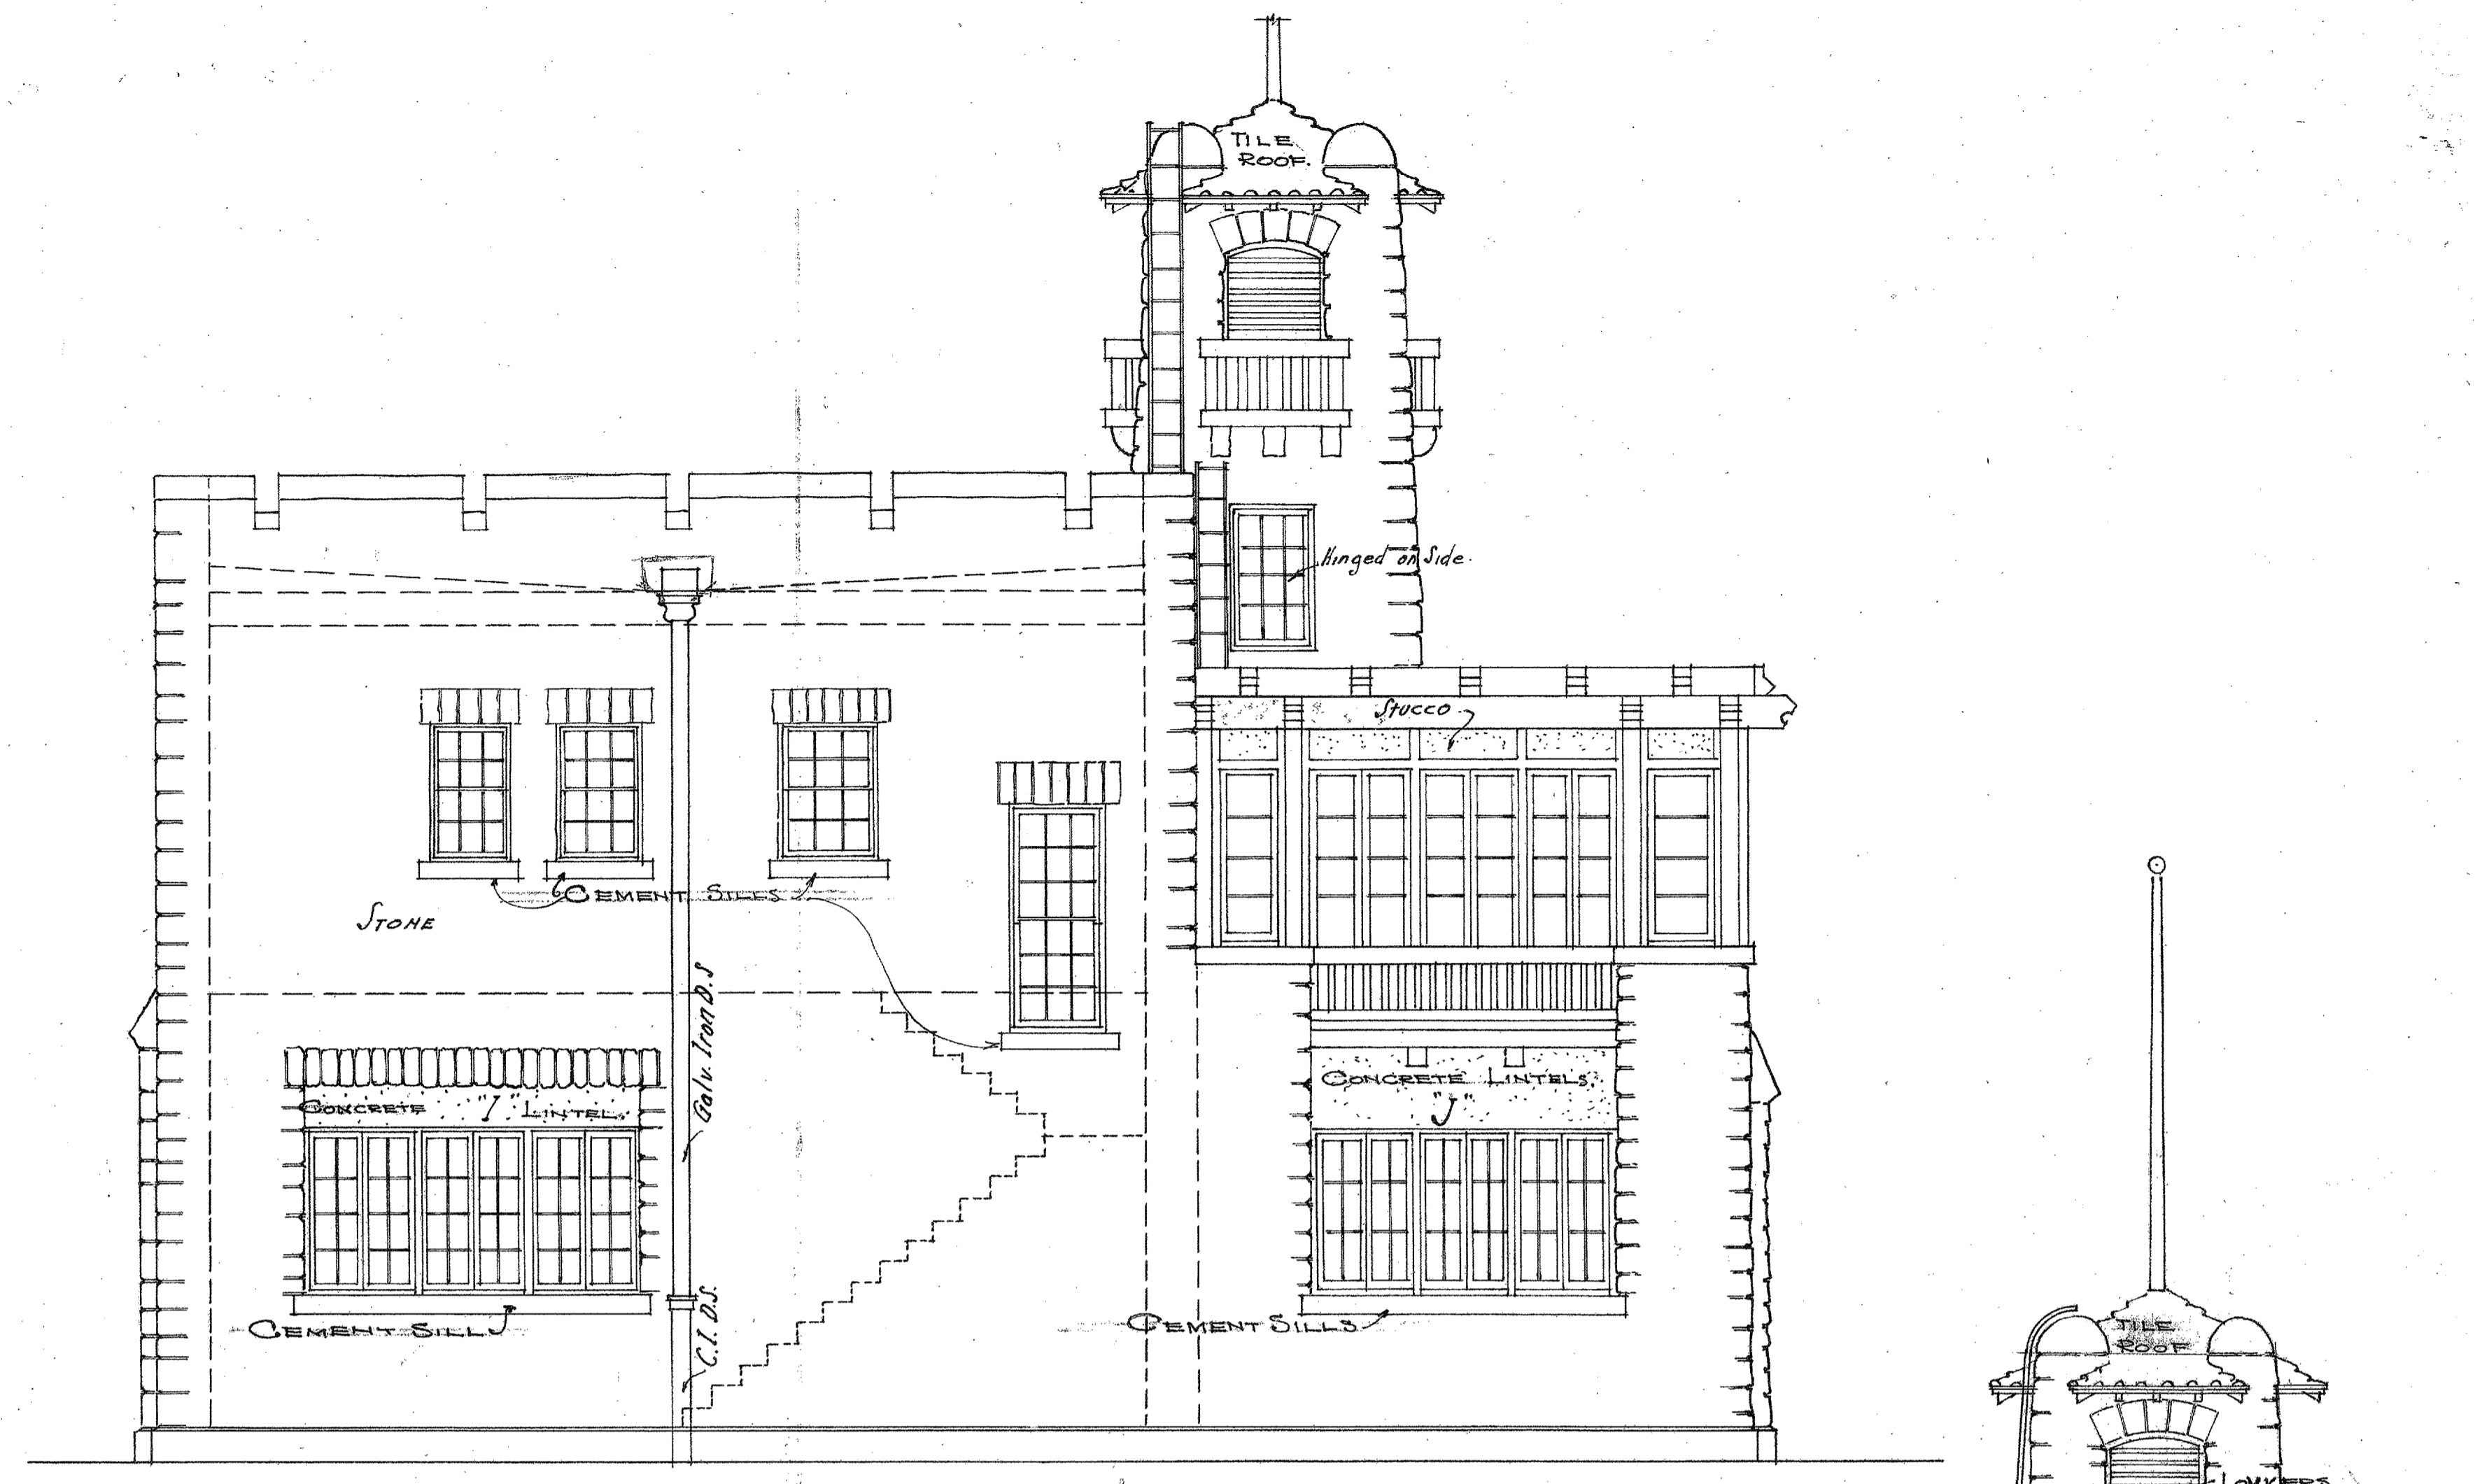 TILE
ROOF.
Hinged on Side.
Stucco
CEMENT SILLS
STONE
Galv. Iron D.S
CONCRETE "I" LINTEL.
CONCRETE LINTELS.
"J"
CEMENT SILL
C.I. D.S.
CEMENT SILLS
TILE
ROOF